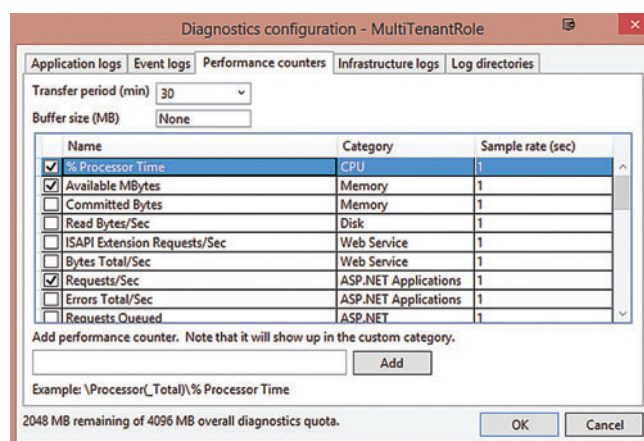 Diagnostics configuration - MultiTenantRole
Application logs Event logs Performance counters Infrastructure logs Log directories
Transfer period (min) 30
Buffer size (MB) None
Name Category Sample rate (sec)
% Processor Time CPU 1
Available MBytes Memory 1
Committed Bytes Memory 1
Read Bytes/Sec Disk 1
ISAPI Extension Requests/Sec Web Service 1
Bytes Total/Sec Web Service 1
Requests/Sec ASP.NET Applications 1
Errors Total/Sec ASP.NET Applications 1
Requests Queued ASP.NET 1
Add performance counter. Note that it will show up in the custom category.
Add
Example: \Processor(_Total)\% Processor Time
2048 MB remaining of 4096 MB overall diagnostics quota.
OK Cancel